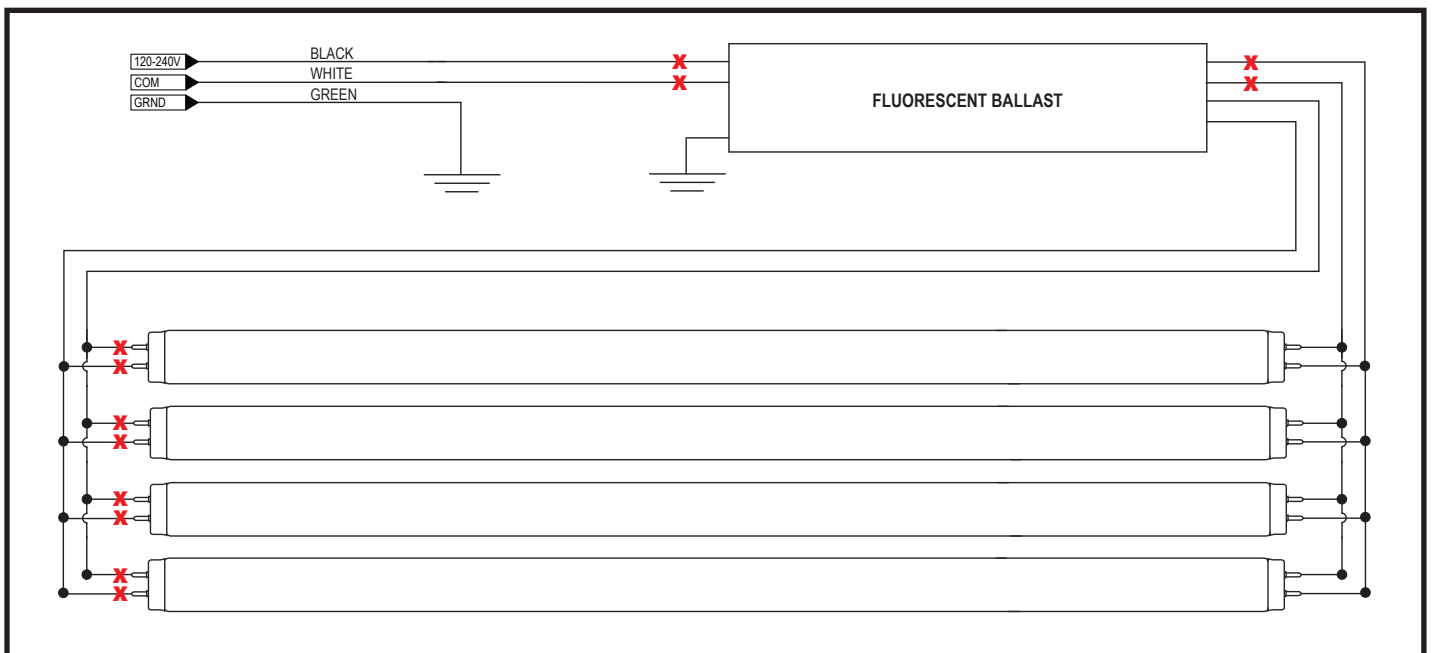 120-240V BLACK
COM WHITE
GRND GREEN
FLUORESCENT BALLAST
X X
X X
X
X
X
X
X
X
X
X